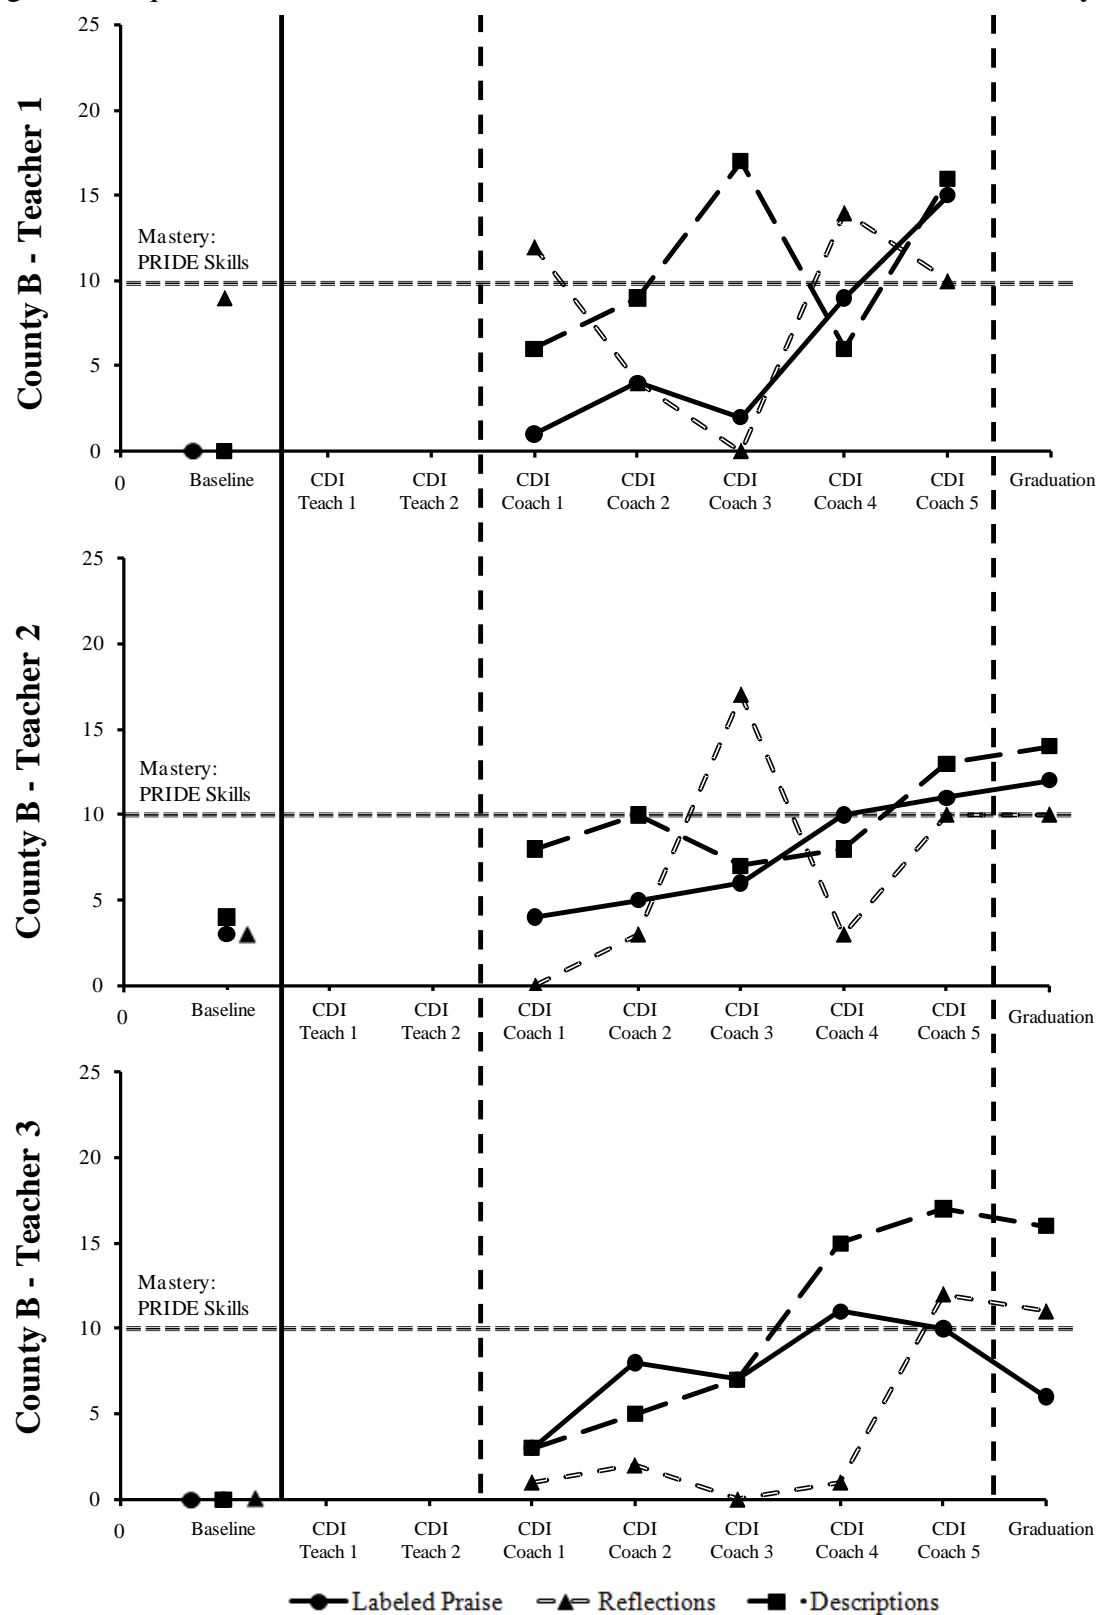 County B - Teacher 1
25
20
15
10
5
0
Mastery:
PRIDE Skills
0 Baseline CDI Teach 1 CDI Teach 2 CDI Coach 1 CDI Coach 2 CDI Coach 3 CDI Coach 4 CDI Coach 5 Graduation
County B - Teacher 2
25
20
15
10
5
0
Mastery:
PRIDE Skills
0 Baseline CDI Teach 1 CDI Teach 2 CDI Coach 1 CDI Coach 2 CDI Coach 3 CDI Coach 4 CDI Coach 5 Graduation
County B - Teacher 3
25
20
15
10
5
0
Mastery:
PRIDE Skills
0 Baseline CDI Teach 1 CDI Teach 2 CDI Coach 1 CDI Coach 2 CDI Coach 3 CDI Coach 4 CDI Coach 5 Graduation
Labeled Praise Reflections Descriptions